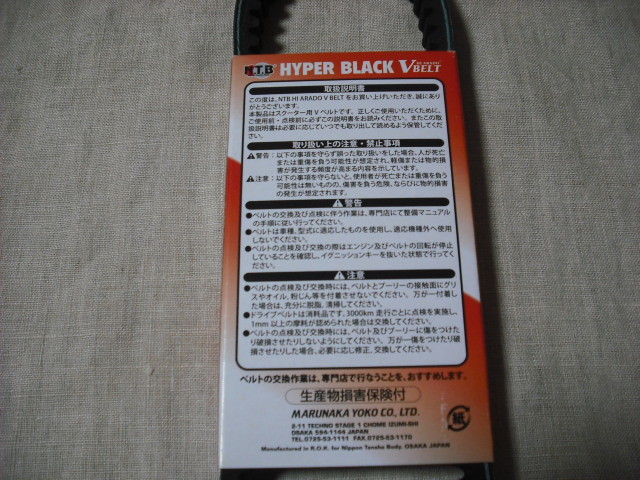 NTB HYPER BLACK V BELT
取扱説明書
この度は、NTB HI ARADO V BELT をお買い上げいただき、誠にあり
がとうございます。
本製品はスクーター用 V ベルトです。正しくご使用いただくために、
ご使用前・点検前に必ずこの説明書をお読みください。またこの取
扱説明書は必要に応じていつでも取り出して読めるよう保管してくだ
さい。
取り扱い上の注意・禁止事項
警告：以下の事項を守らず誤った取り扱いをした場合、人が死亡
または重傷を負う可能性が想定され、軽傷または物的損
害が発生する頻度が高まる内容を示しています。
注意：以下の事項を守らないと、使用者が死亡または重傷を負う
可能性は無いものの、傷害を負う危険、ならびに物的損害
の発生が想定されます。
警告
●ベルトの交換及び点検に伴う作業は、専門店にて整備マニュアル
の手順に従い行ってください。
●ベルトは車種、型式に適応したものを使用し、適応機種外へ使用
しないでください。
●ベルトの点検及び交換の際はエンジン及びベルトの回転が停止
していることを確認し、イグニッションキーを抜いた状態で行ってく
ださい。
注意
●ベルトの点検及び交換時には、ベルトとプーリーの接触面にグリ
スやオイル、粉じん等を付着させないでください。万が一付着し
た場合は、充分に脱脂、清掃してください。
●ドライブベルトは消耗品です。3000km 走行ごとに点検を実施し、
1mm 以上の摩耗が認められた場合は交換してください。
●ベルトの点検及び交換時には、ベルト及びプーリーに傷をつけた
り破損させたりしないようにしてください。万が一傷をつけたり
破損させたりした場合、必要に応じ修正、交換してください。
ベルトの交換作業は、専門店で行なうことを、おすすめします。
生産物損害保険付
MARUNAKA YOKO CO., LTD.
2-11 TECHNO STAGE 1 CHOME IZUMI-SHI
OSAKA 594-1144 JAPAN
TEL.0725-53-1111 FAX.0725-53-1170
Manufactured in R.O.K. for Nippon Tansha Body, OSAKA JAPAN
紙